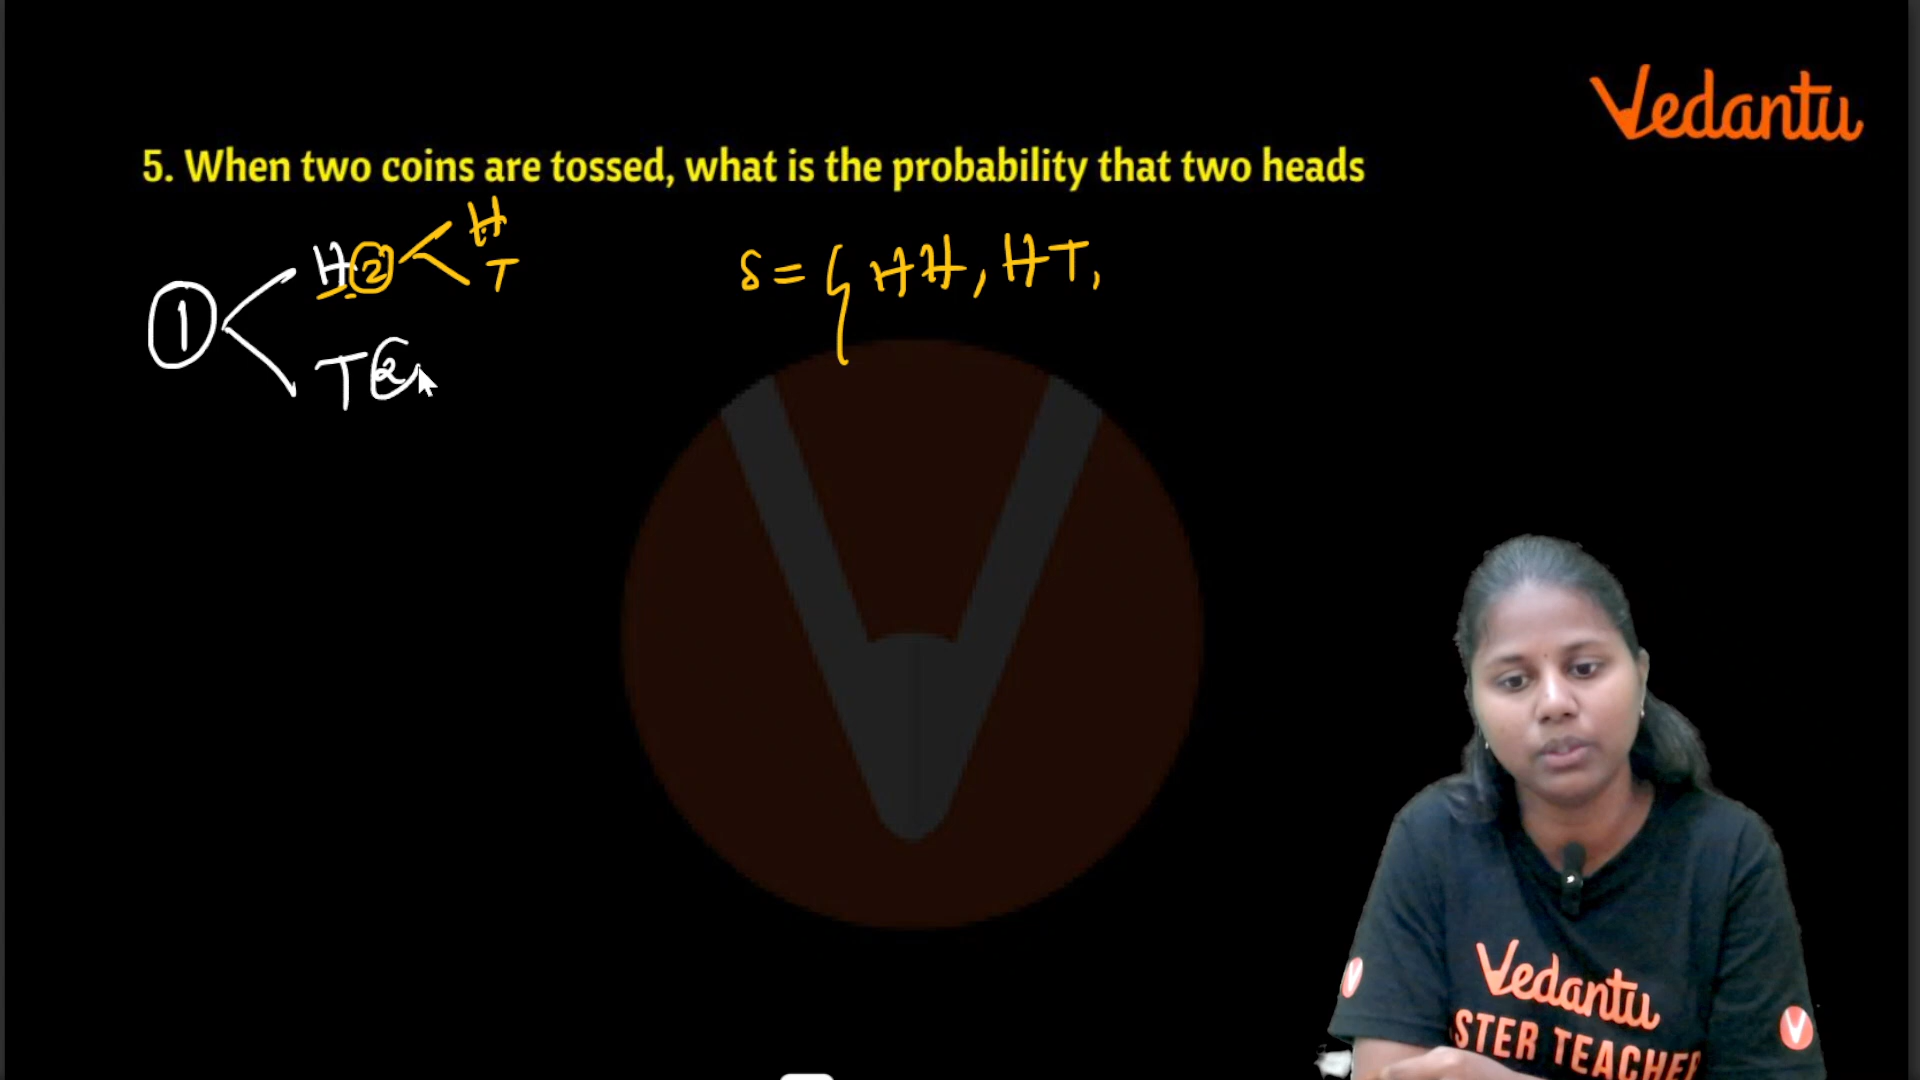 Vedantu
5. When two coins are tossed, what is the probability that two heads
H
H 2
T
S = { HH, HT,
1
T 2
V
Vedantu
STER TEACHER
V